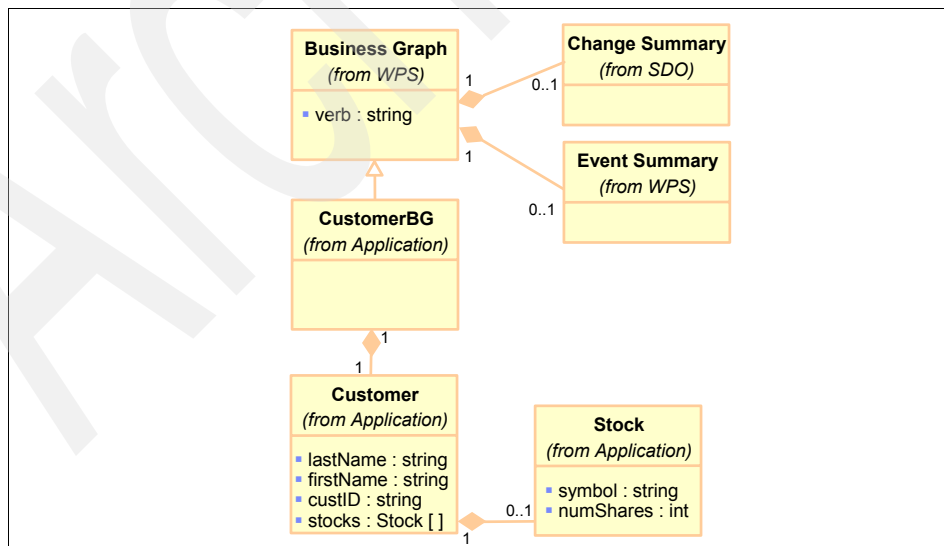 Business Graph
(from WPS)
verb : string
Change Summary
(from SDO)
1
0..1
Event Summary
(from WPS)
1
0..1
CustomerBG
(from Application)
1
1
Customer
(from Application)
lastName : string
firstName : string
custID : string
stocks : Stock [ ]
Stock
(from Application)
symbol : string
numShares : int
1
0..1